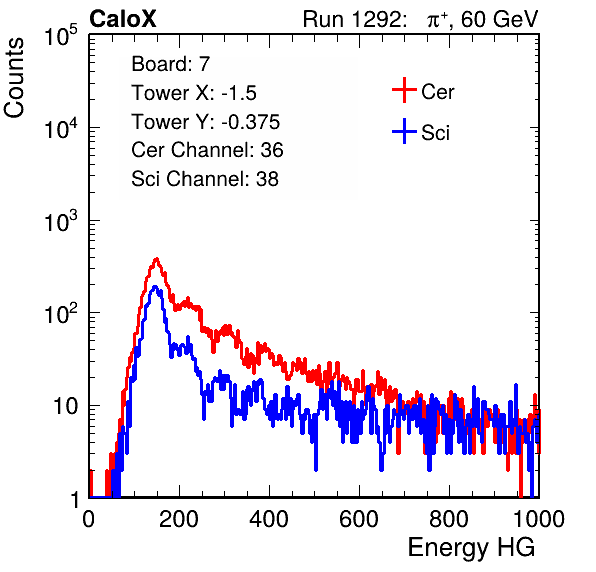 CaloX Run 1292: π⁺, 60 GeV
Board: 7
Tower X: -1.5
Tower Y: -0.375
Cer Channel: 36
Sci Channel: 38
Cer
Sci
Counts
10⁵
10⁴
10³
10²
10
1
0 200 400 600 800 1000
Energy HG